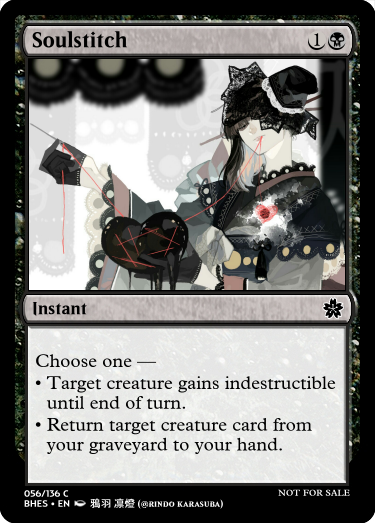 Soulstitch 1
Instant
Choose one —
• Target creature gains indestructible
until end of turn.
• Return target creature card from
your graveyard to your hand.
056/136 C NOT FOR SALE
BHES • EN 鴉羽 凛燈 (@RINDO KARASUBA)